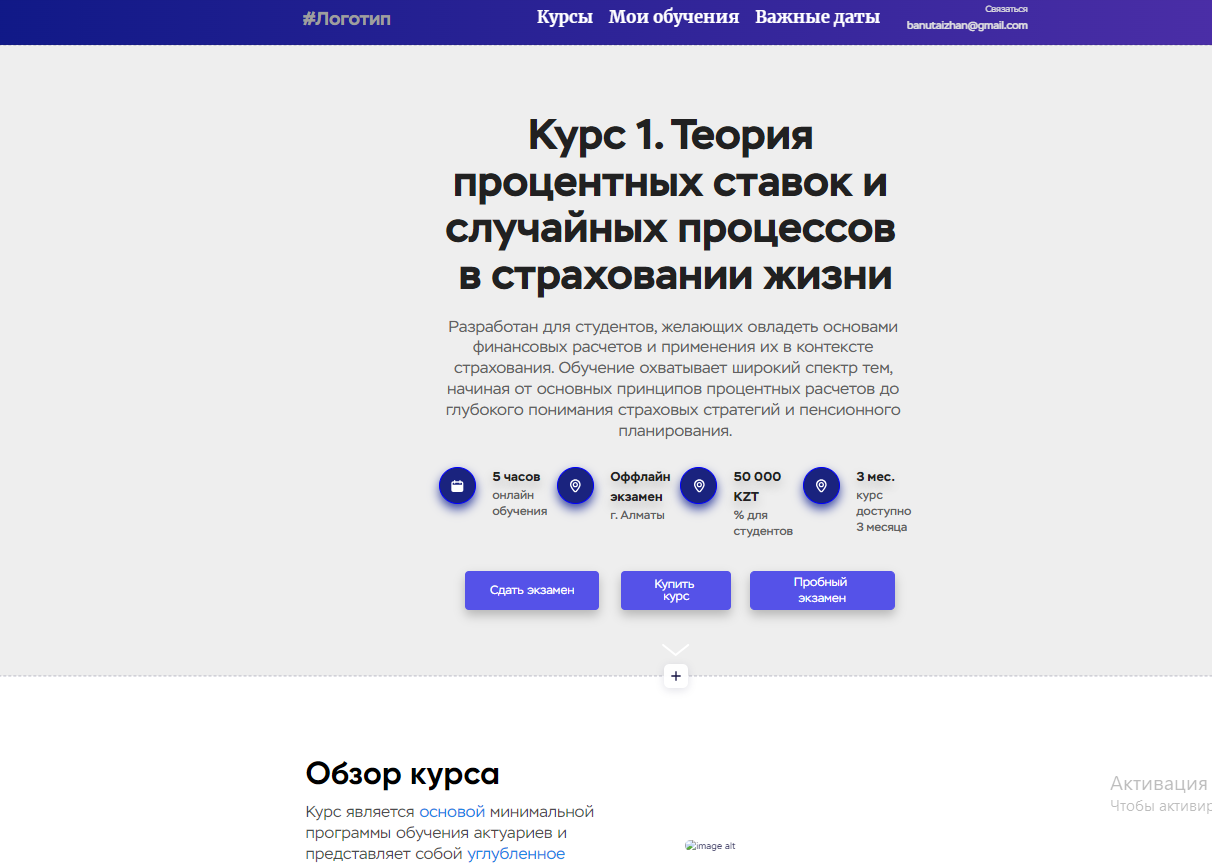 #Логотип
Курсы Мои обучения Важные даты
Связаться
banutaizhan@gmail.com
Курс 1. Теория
процентных ставок и
случайных процессов
в страховании жизни
Разработан для студентов, желающих овладеть основами
финансовых расчетов и применения их в контексте
страхования. Обучение охватывает широкий спектр тем,
начиная от основных принципов процентных расчетов до
глубокого понимания страховых стратегий и пенсионного
планирования.
5 часов
онлайн
обучения
Оффлайн
экзамен
г. Алматы
50 000
KZT
% для
студентов
3 мес.
курс
доступно
3 месяца
Сдать экзамен
Купить
курс
Пробный
экзамен
+
Обзор курса
Курс является основой минимальной
программы обучения актуариев и
представляет собой углубленное
image alt
Активация
Чтобы активир